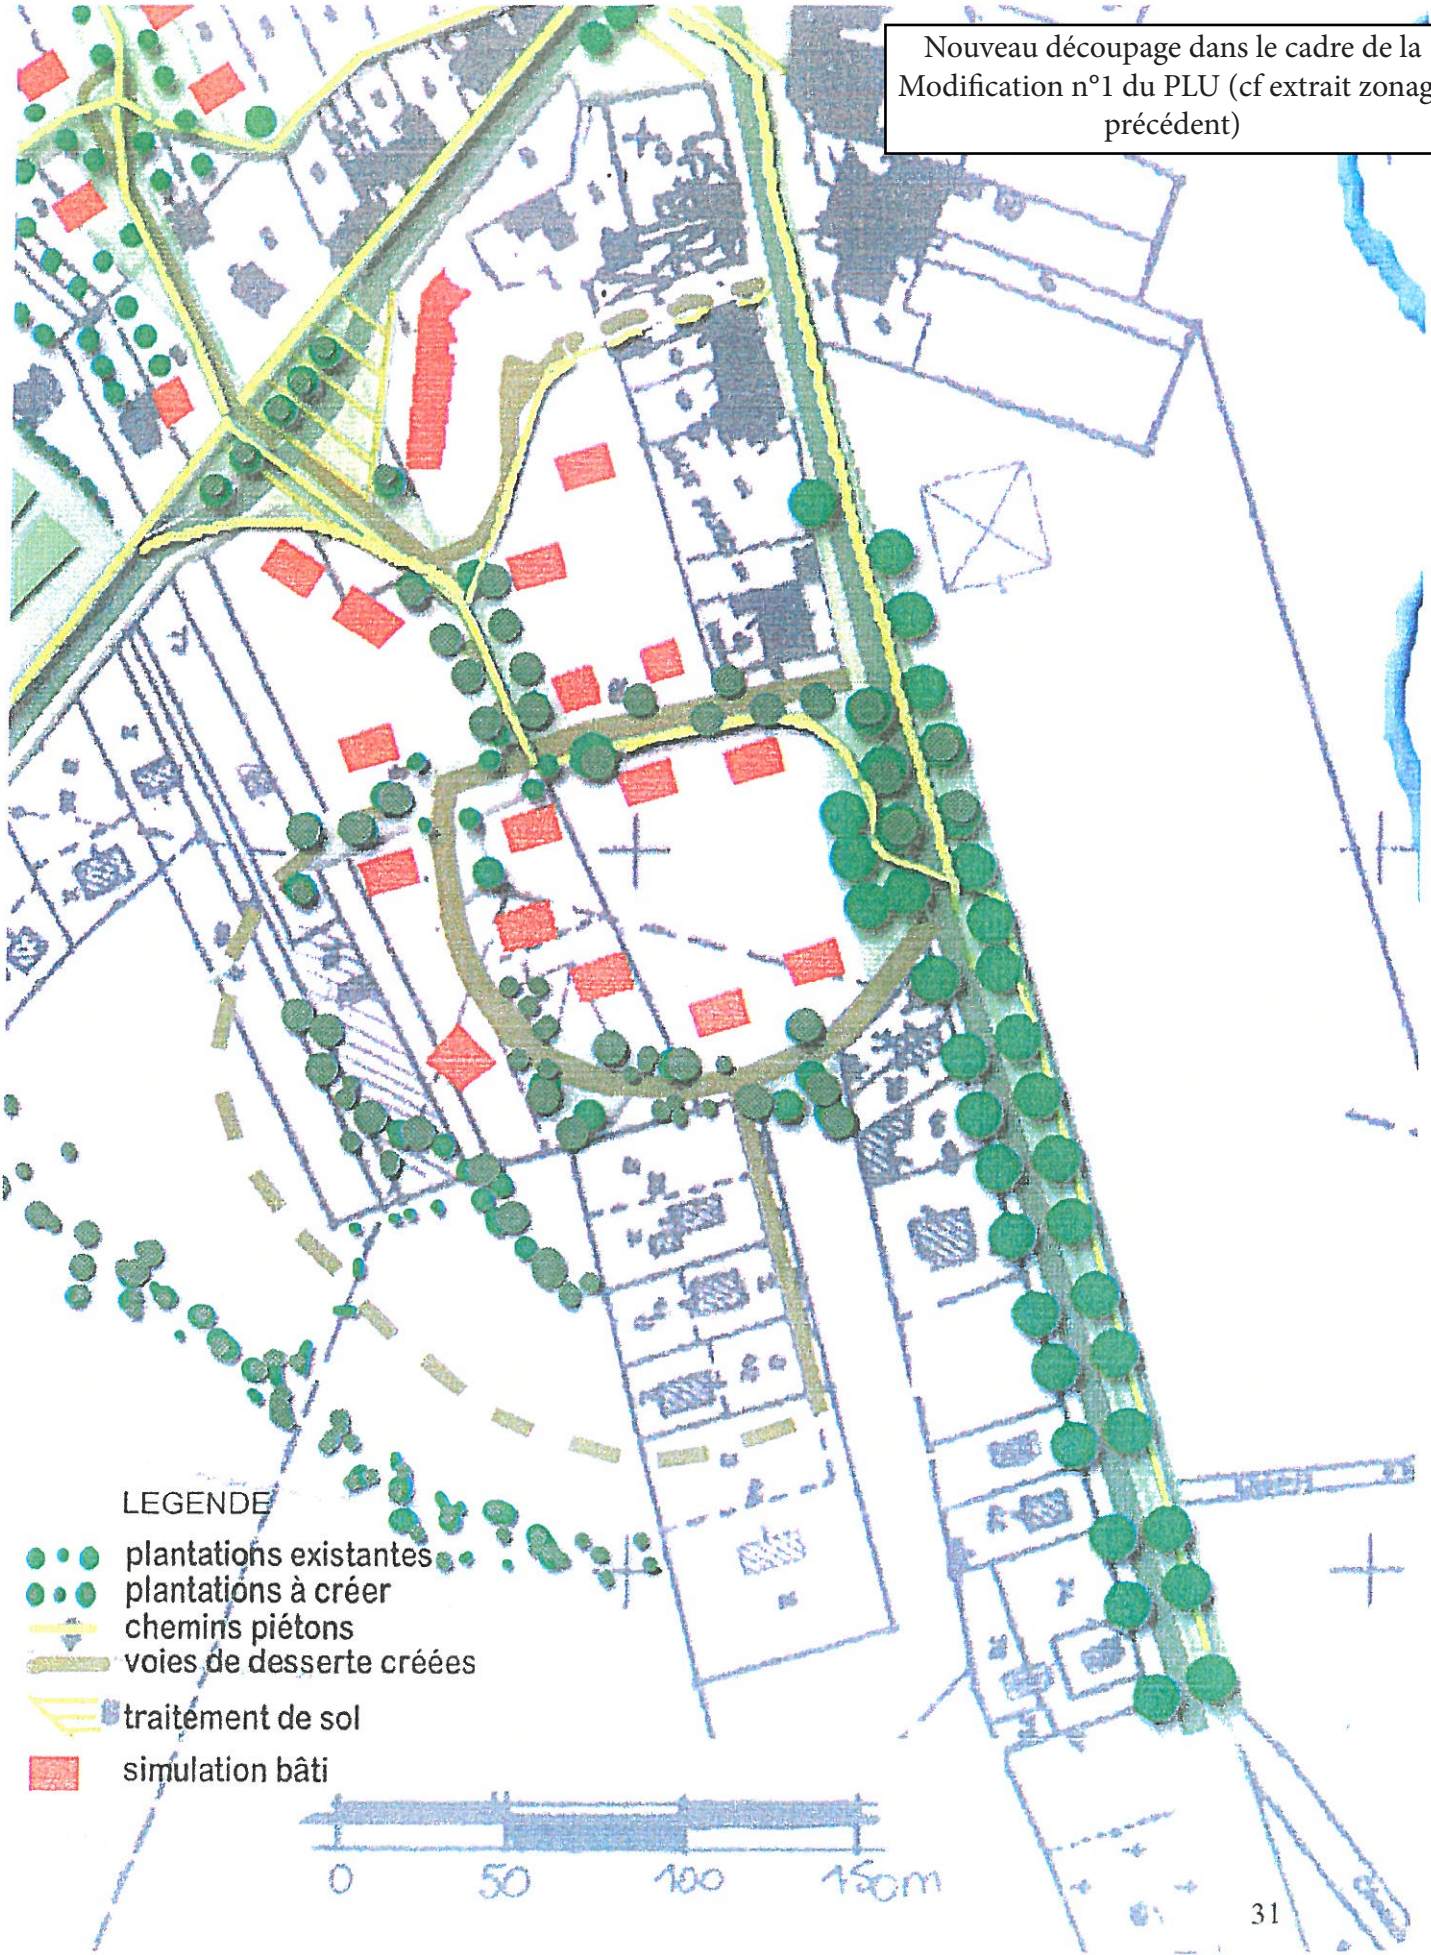 Nouveau découpage dans le cadre de la
Modification n°1 du PLU (cf extrait zonag
précédent)
LEGENDE
plantations existantes
plantations à créer
chemins piétons
voies de desserte créées
traitement de sol
simulation bâti
0 50 100 150m
31